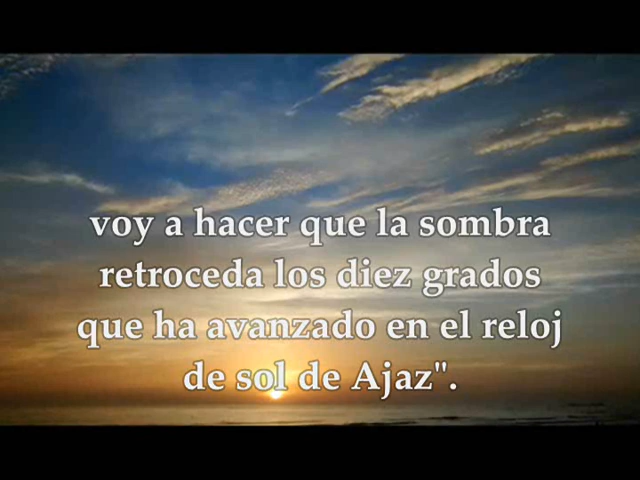 voy a hacer que la sombra
retroceda los diez grados
que ha avanzado en el reloj
de sol de Ajaz".